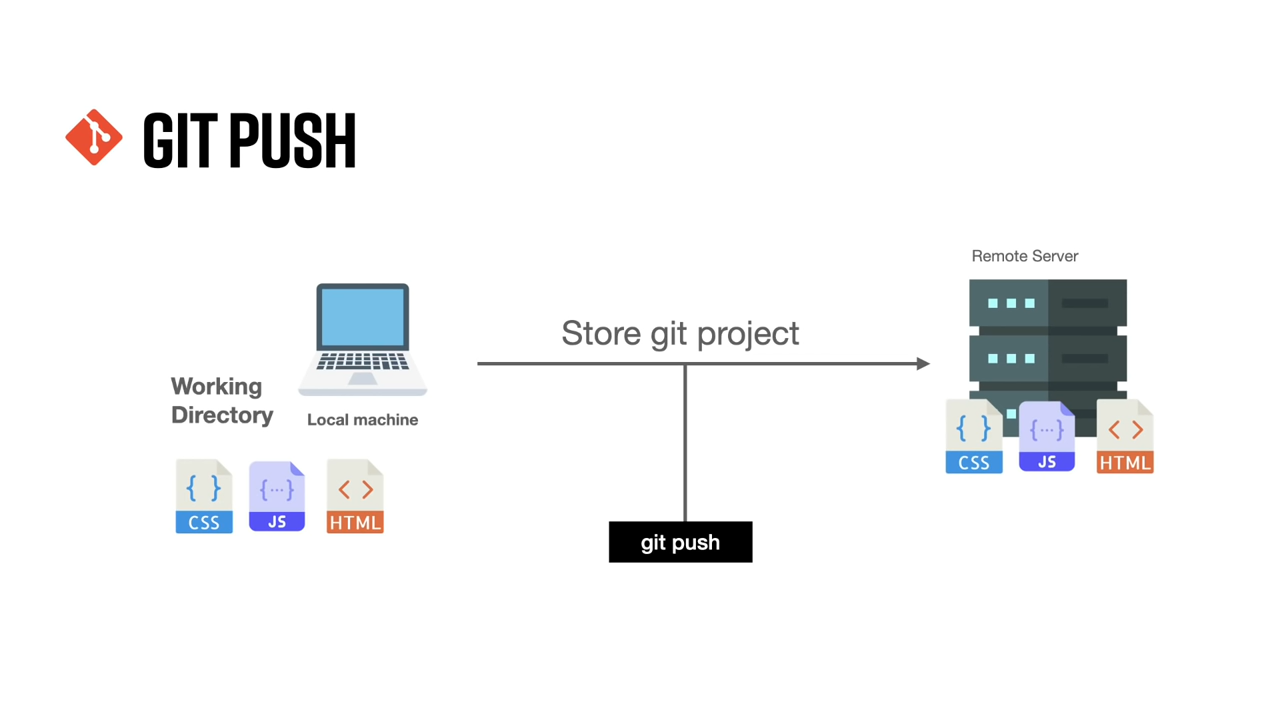 GIT PUSH
Remote Server
Store git project
Working
Directory
Local machine
{ } {...} < >
CSS JS HTML
{ } {...} < >
CSS JS HTML
git push